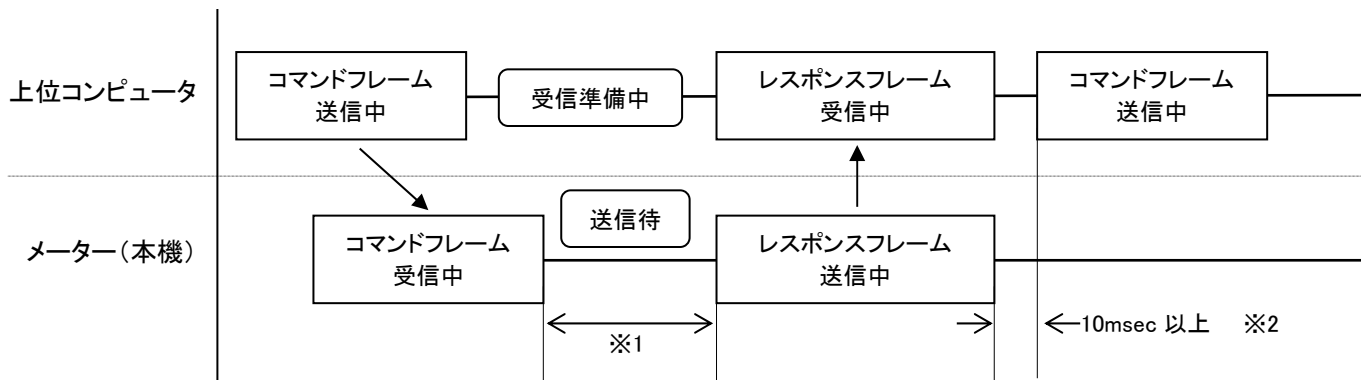 上位コンピュータ
コマンドフレーム
送信中
受信準備中
レスポンスフレーム
受信中
コマンドフレーム
送信中
メーター(本機)
コマンドフレーム
受信中
送信待
レスポンスフレーム
送信中
※1
10msec 以上 ※2